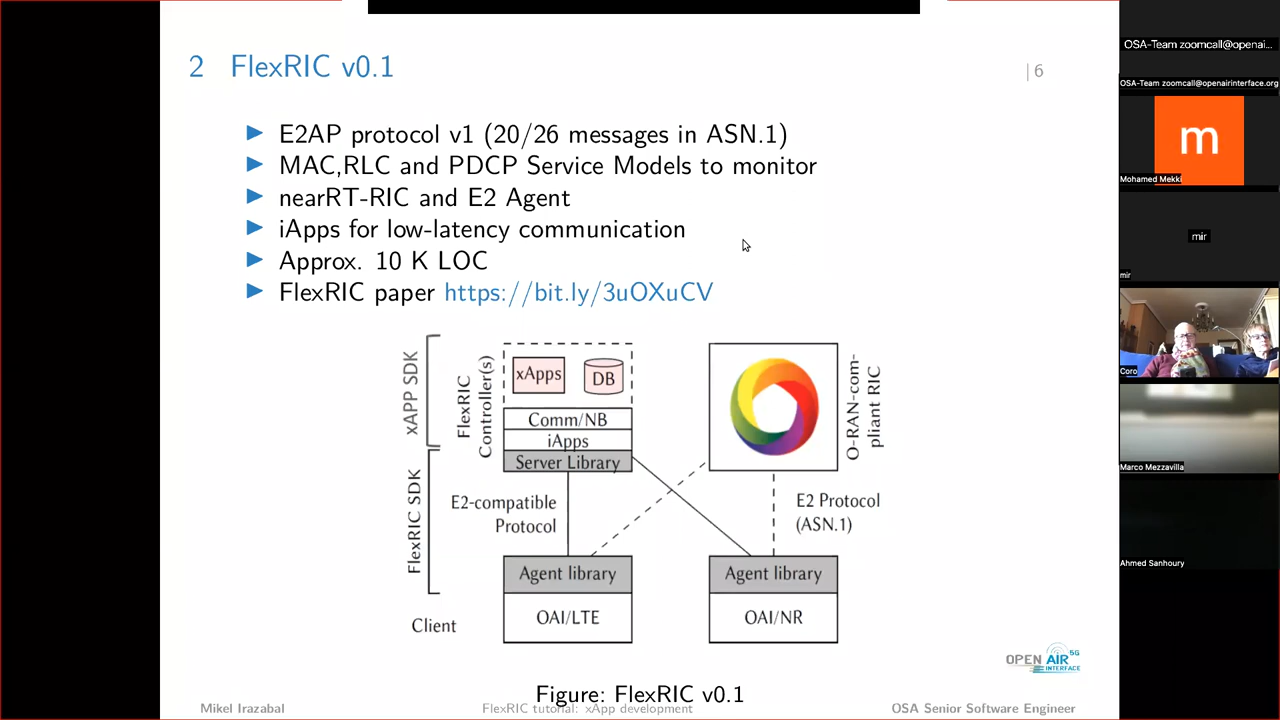 2 FlexRIC v0.1
|6
▶ E2AP protocol v1 (20/26 messages in ASN.1)
▶ MAC,RLC and PDCP Service Models to monitor
▶ nearRT-RIC and E2 Agent
▶ iApps for low-latency communication
▶ Approx. 10 K LOC
▶ FlexRIC paper https://bit.ly/3uOXuCV
xAPP SDK
FlexRIC
Controller(s)
xApps
DB
Comm/NB
iApps
Server Library
O-RAN-com-
pliant RIC
FlexRIC SDK
E2-compatible
Protocol
E2 Protocol
(ASN.1)
Agent library
OAI/LTE
Agent library
OAI/NR
Client
OPEN AIR 5G
INTERFACE
Figure: FlexRIC v0.1
Mikel Irazabal
FlexRIC tutorial: xApp development
OSA Senior Software Engineer
OSA-Team zoomcall@openai...
OSA-Team zoomcall@openairinterface.org
m
Mohamed Mekki
mir
mir
Coro
Marco Mezzavilla
Ahmed Sanhoury